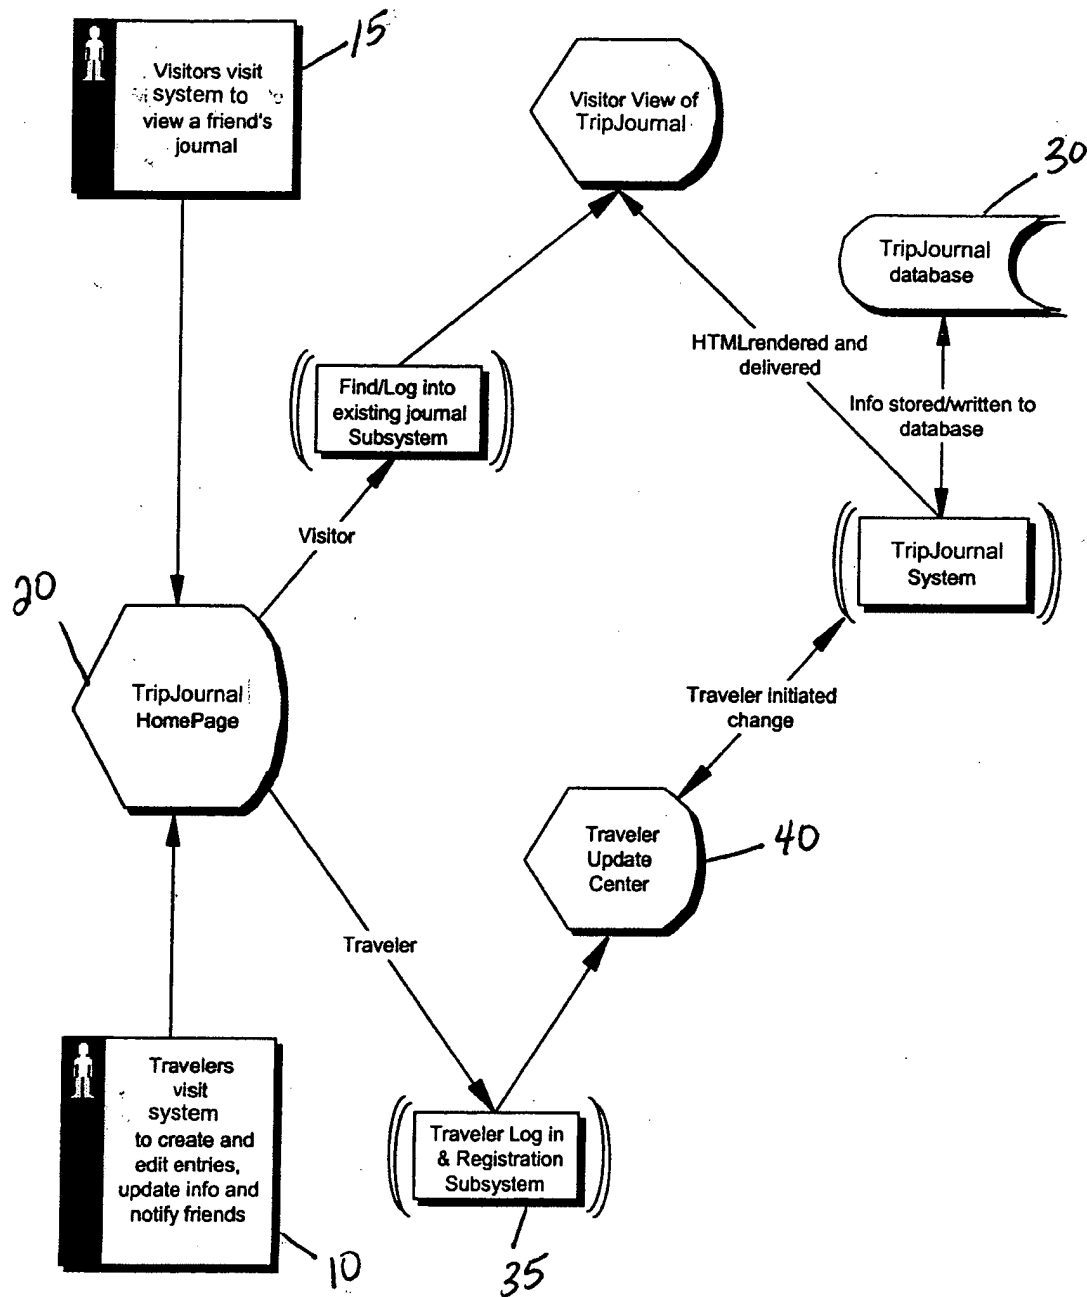 15
Visitors visit
system to
view a friend's
journal
Visitor View of
TripJournal
30
TripJournal
database
HTMLrendered and
delivered
Info stored/written to
database
Find/Log into
existing journal
Subsystem
Visitor
TripJournal
System
20
TripJournal
HomePage
Traveler initiated
change
Traveler
Update
Center
40
Traveler
Travelers
visit
system
to create and
edit entries,
update info and
notify friends
10
Traveler Log in
& Registration
Subsystem
35